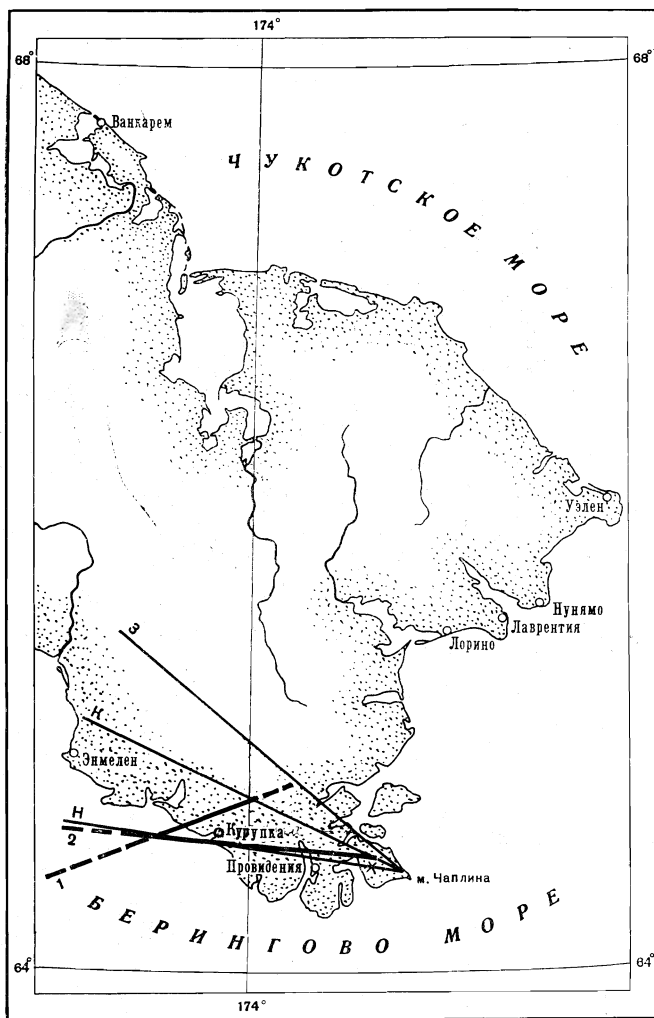 174°
68°
68°
Ванкарем
ЧУКОТСКОЕ МОРЕ
Уэлен
Нунямо
Лаврентия
Лорино
З
К
Энмелен
Н
2
1
Курупка
Провидения
м. Чаплина
БЕРИНГОВО МОРЕ
64°
64°
174°